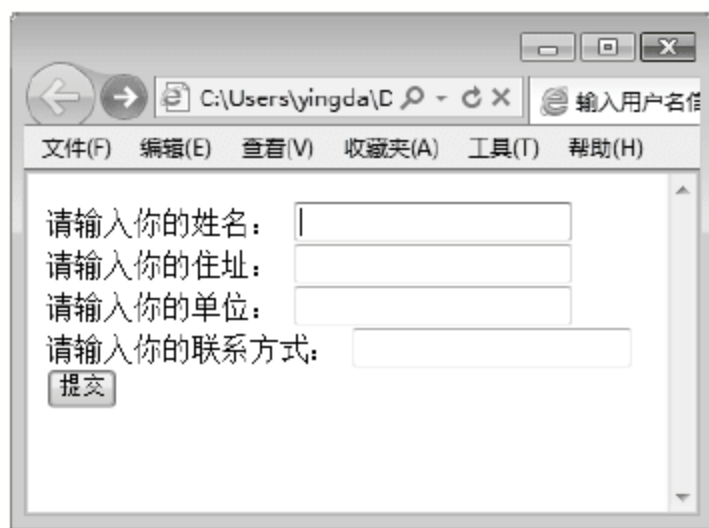 C:\Users\yingda\D
输入用户名信
文件(F) 编辑(E) 查看(V) 收藏夹(A) 工具(T) 帮助(H)
请输入你的姓名：
请输入你的住址：
请输入你的单位：
请输入你的联系方式：
提交